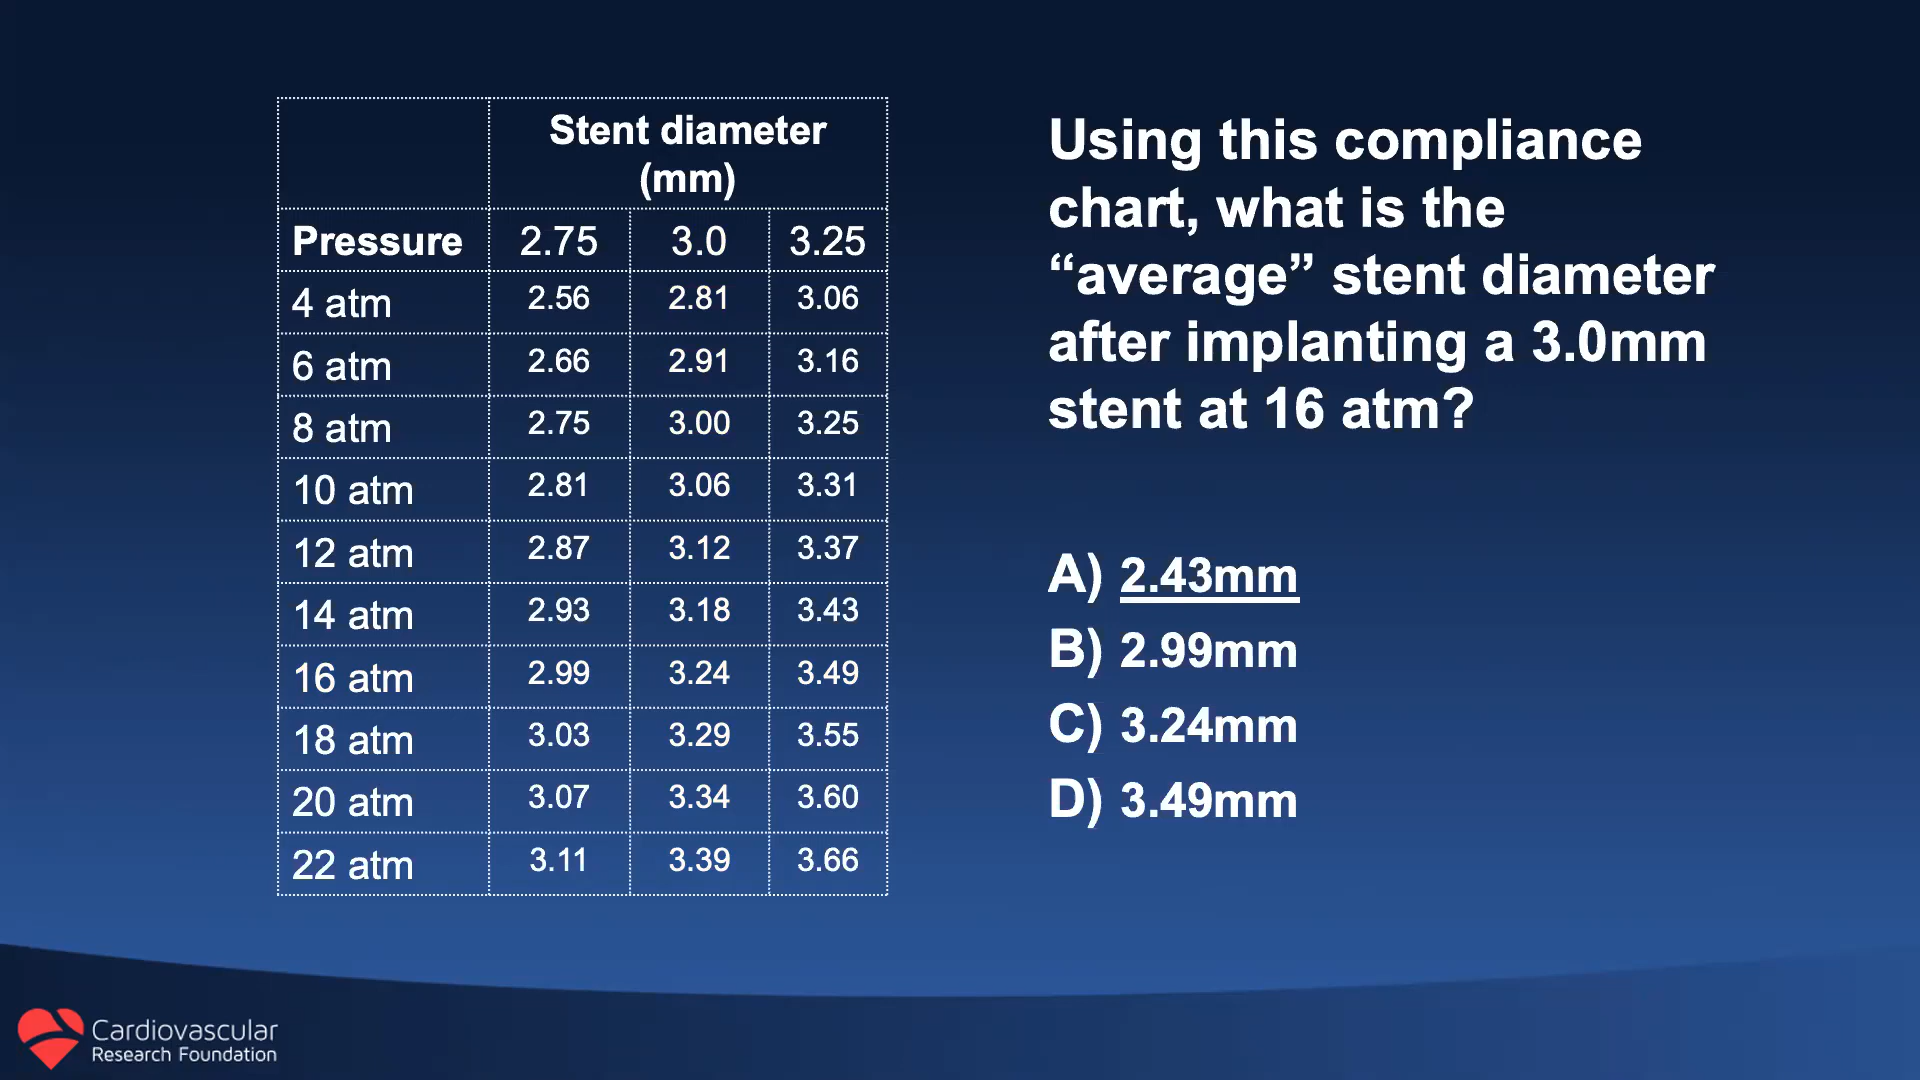 Stent diameter
(mm)
Pressure 2.75 3.0 3.25
4 atm 2.56 2.81 3.06
6 atm 2.66 2.91 3.16
8 atm 2.75 3.00 3.25
10 atm 2.81 3.06 3.31
12 atm 2.87 3.12 3.37
14 atm 2.93 3.18 3.43
16 atm 2.99 3.24 3.49
18 atm 3.03 3.29 3.55
20 atm 3.07 3.34 3.60
22 atm 3.11 3.39 3.66
Using this compliance
chart, what is the
“average” stent diameter
after implanting a 3.0mm
stent at 16 atm?
A) 2.43mm
B) 2.99mm
C) 3.24mm
D) 3.49mm
Cardiovascular
Research Foundation